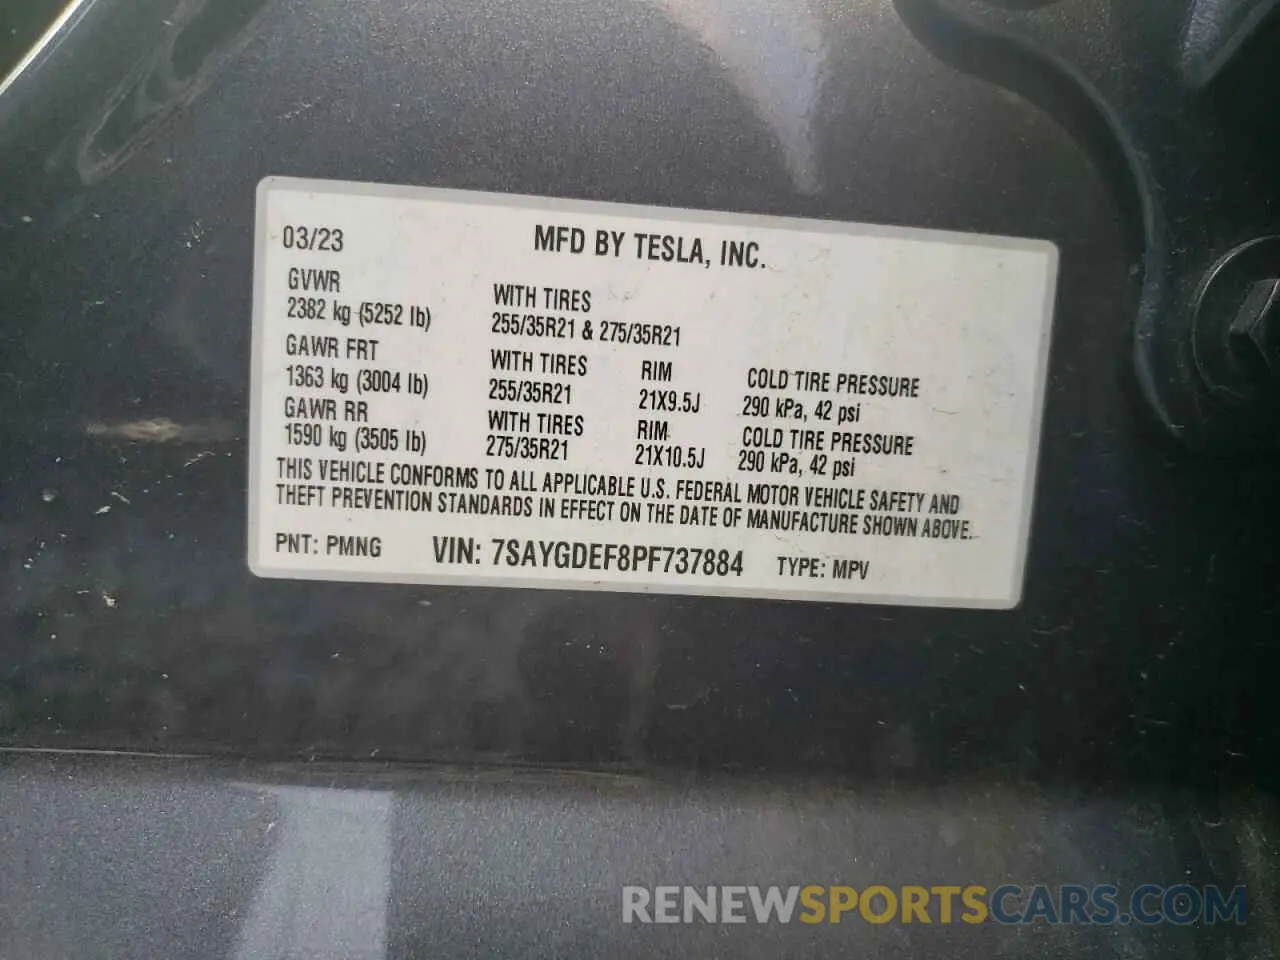 03/23 MFD BY TESLA, INC.
GVWR
2382 kg (5252 lb) WITH TIRES
255/35R21 & 275/35R21
GAWR FRT WITH TIRES RIM COLD TIRE PRESSURE
1363 kg (3004 lb) 255/35R21 21X9.5J 290 kPa, 42 psi
GAWR RR WITH TIRES RIM COLD TIRE PRESSURE
1590 kg (3505 lb) 275/35R21 21X10.5J 290 kPa, 42 psi
THIS VEHICLE CONFORMS TO ALL APPLICABLE U.S. FEDERAL MOTOR VEHICLE SAFETY AND
THEFT PREVENTION STANDARDS IN EFFECT ON THE DATE OF MANUFACTURE SHOWN ABOVE.
PNT: PMNG VIN: 7SAYGDEF8PF737884 TYPE: MPV
RENEWSPORTSCARS.COM